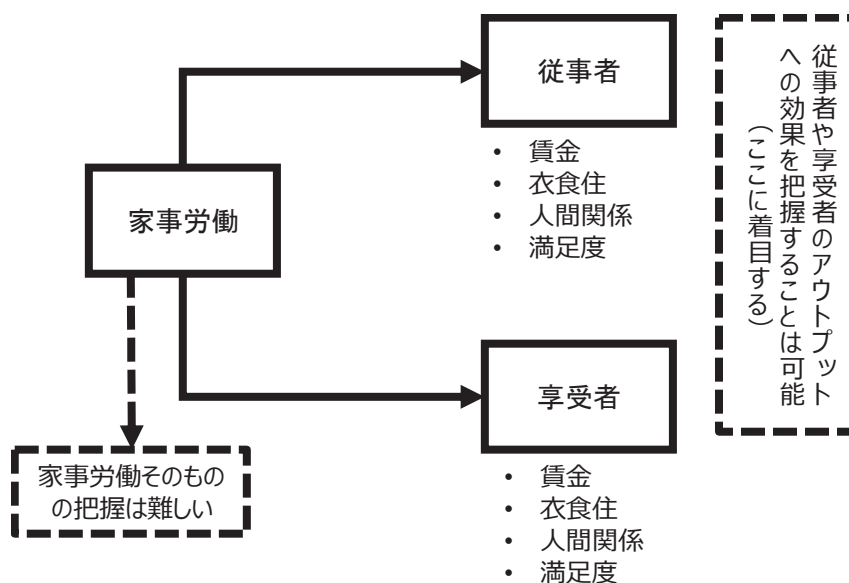 従事者
・ 賃金
・ 衣食住
・ 人間関係
・ 満足度
家事労働
享受者
・ 賃金
・ 衣食住
・ 人間関係
・ 満足度
家事労働そのもの
の把握は難しい
従事者や享受者のアウトプット
への効果を把握することは可能
（ここに着目する）